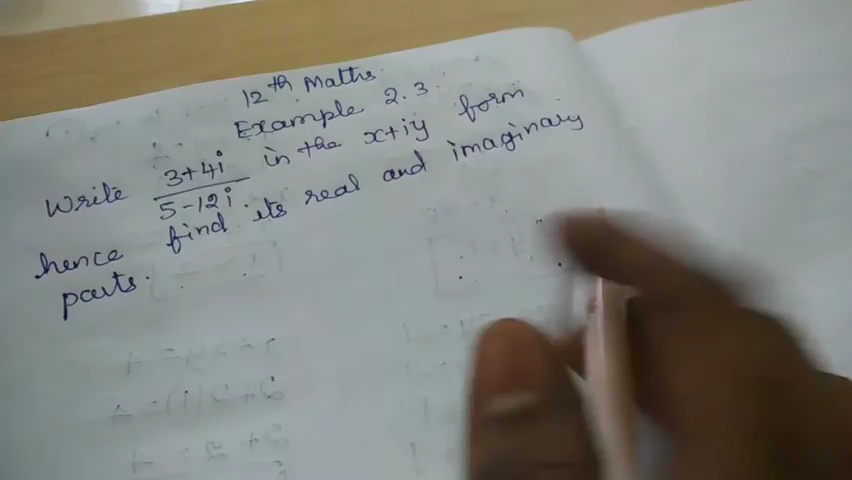 12th Maths
Example 2.3.
Write 3+4i / 5-12i. in the x+iy form
hence find its real and imaginary
parts.